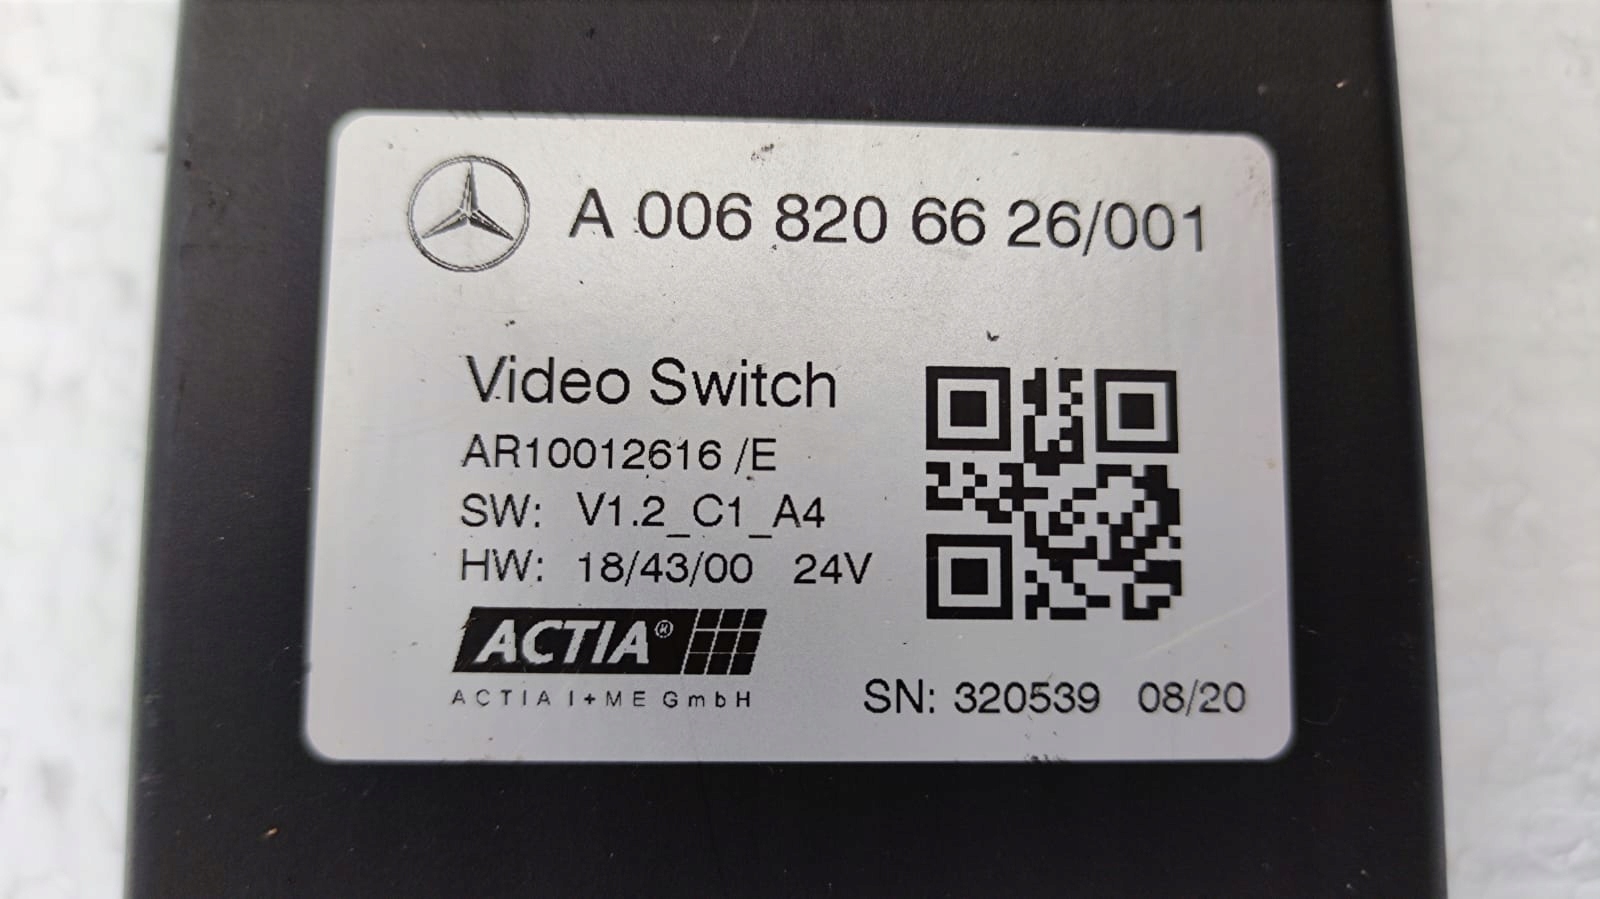 A 006 820 66 26/001
Video Switch
AR10012616 /E
SW: V1.2_C1_A4
HW: 18/43/00 24V
ACTIA®
ACTIA I+ME GmbH
SN: 320539 08/20